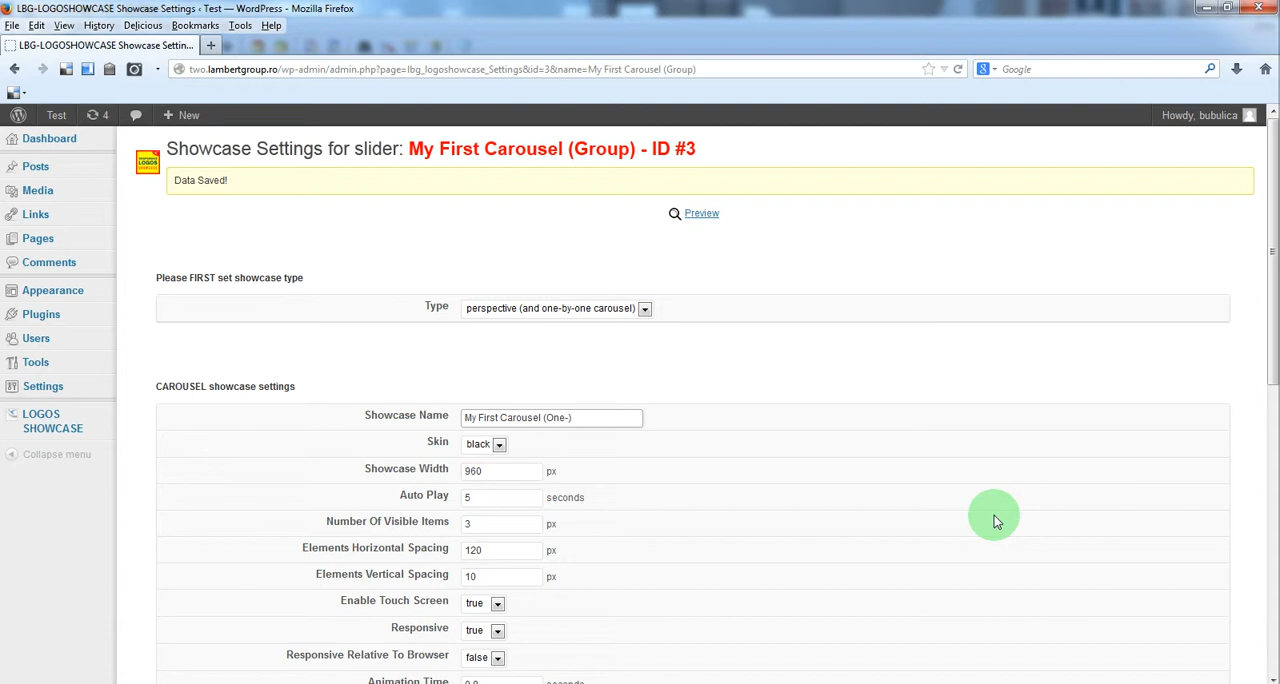 LBG-LOGOSHOWCASE Showcase Settings ‹ Test — WordPress - Mozilla Firefox
File Edit View History Delicious Bookmarks Tools Help
LBG-LOGOSHOWCASE Showcase Settin... +
two.lambertgroup.ro/wp-admin/admin.php?page=lbg_logoshowcase_Settings&id=3&name=My First Carousel (Group) Google
Test 4 + New Howdy, bubulica
Dashboard
Posts
Media
Links
Pages
Comments
Appearance
Plugins
Users
Tools
Settings
LOGOS
SHOWCASE
Collapse menu
LOGOS
Showcase Settings for slider: My First Carousel (Group) - ID #3
Data Saved!
Preview
Please FIRST set showcase type
Type perspective (and one-by-one carousel)
CAROUSEL showcase settings
Showcase Name My First Carousel (One-)
Skin black
Showcase Width 960 px
Auto Play 5 seconds
Number Of Visible Items 3 px
Elements Horizontal Spacing 120 px
Elements Vertical Spacing 10 px
Enable Touch Screen true
Responsive true
Responsive Relative To Browser false
Animation Time 0.8 seconds